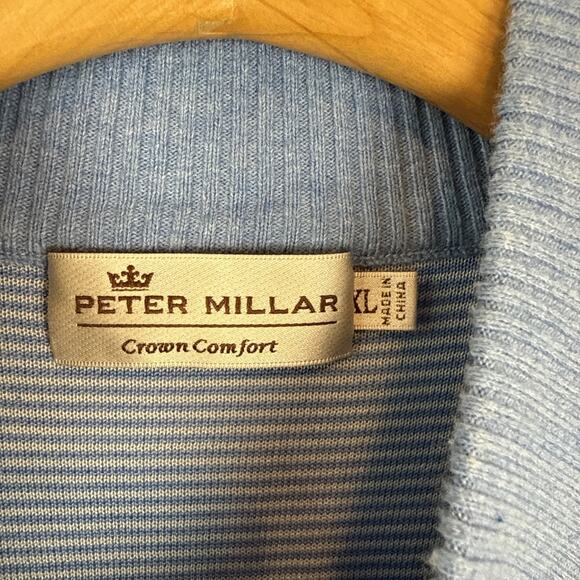 PETER MILLAR
Crown Comfort
XL
MADE IN
CHINA